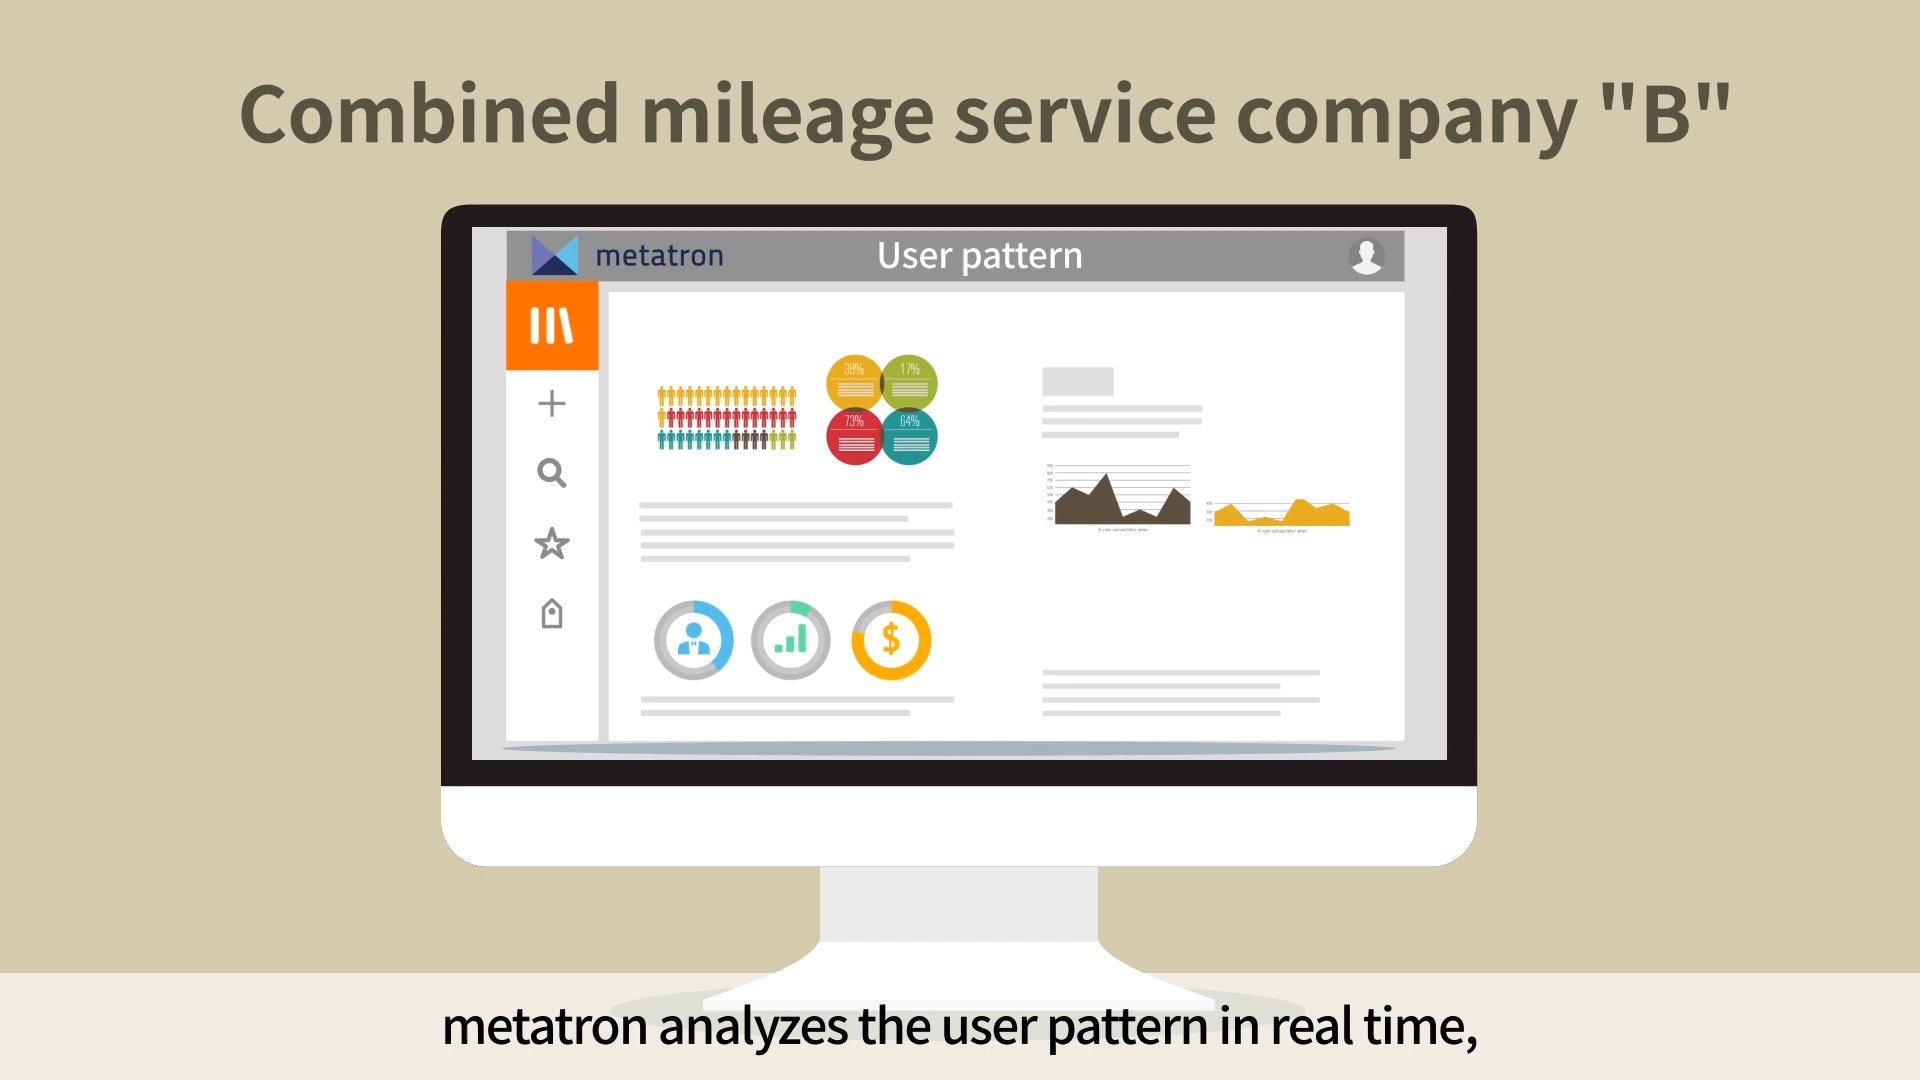 Combined mileage service company "B"
metatron
User pattern
38%
17%
73%
64%
metatron analyzes the user pattern in real time,